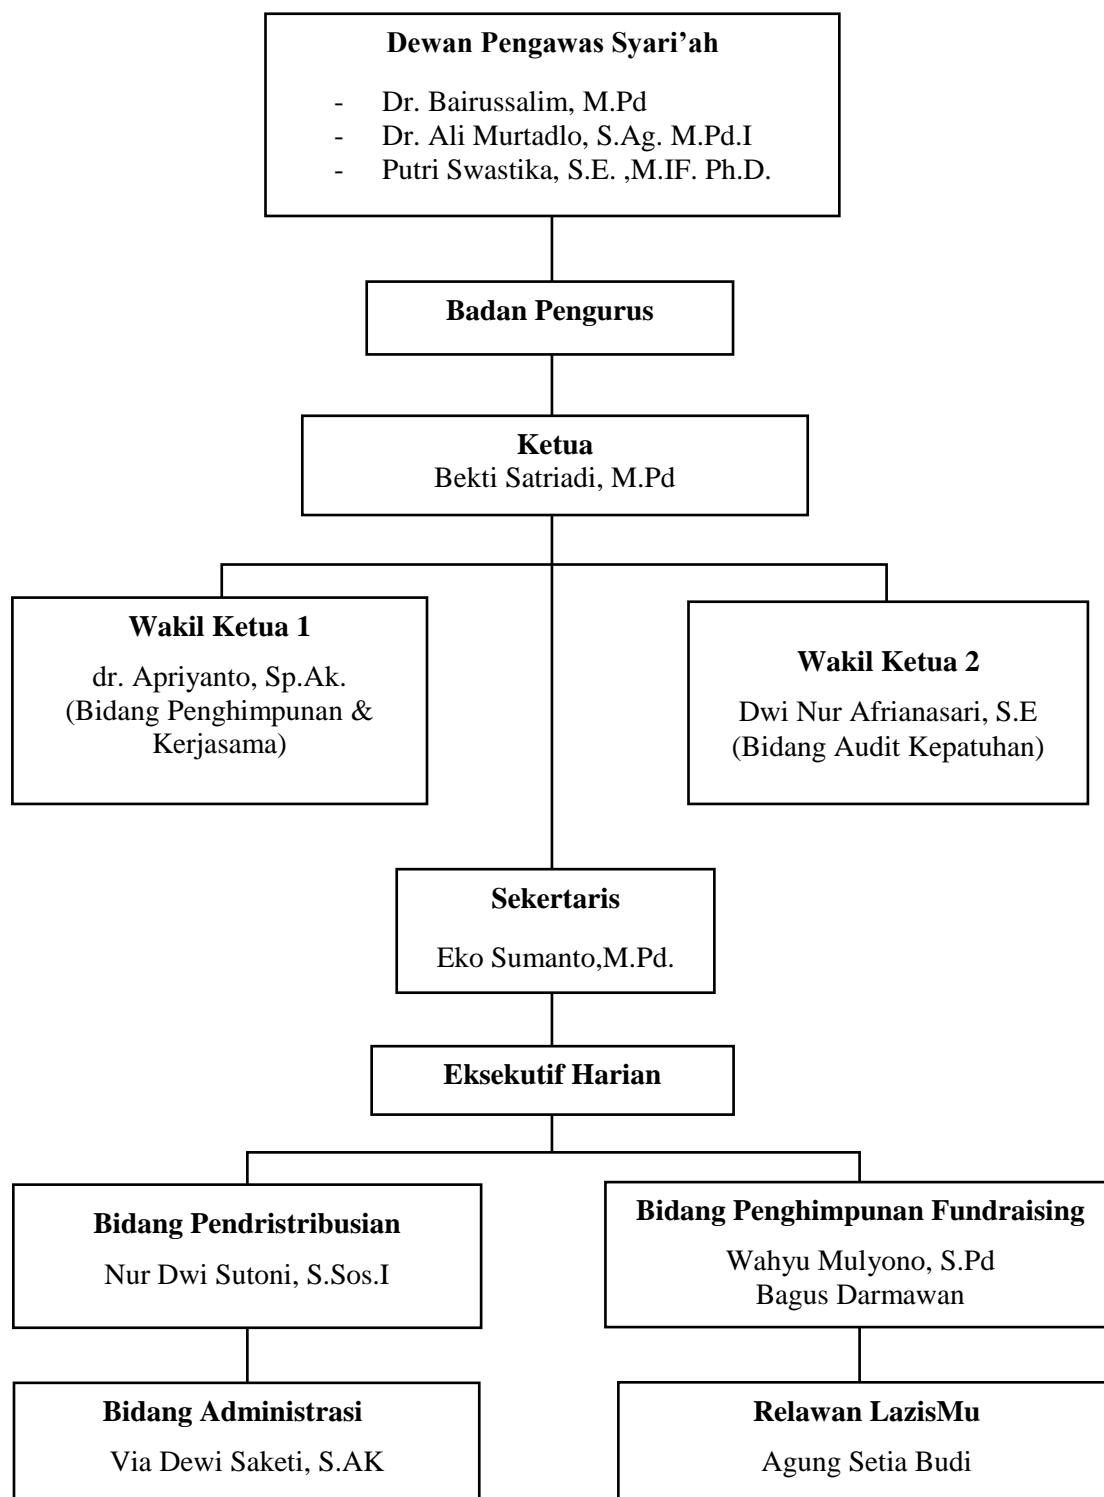 Dewan Pengawas Syari’ah
- Dr. Bairussalim, M.Pd
- Dr. Ali Murtadlo, S.Ag. M.Pd.I
- Putri Swastika, S.E. ,M.IF. Ph.D.
Badan Pengurus
Ketua
Bekti Satriadi, M.Pd
Wakil Ketua 1
dr. Apriyanto, Sp.Ak.
(Bidang Penghimpunan &
Kerjasama)
Wakil Ketua 2
Dwi Nur Afrianasari, S.E
(Bidang Audit Kepatuhan)
Sekertaris
Eko Sumanto,M.Pd.
Eksekutif Harian
Bidang Pendristribusian
Nur Dwi Sutoni, S.Sos.I
Bidang Penghimpunan Fundraising
Wahyu Mulyono, S.Pd
Bagus Darmawan
Bidang Administrasi
Via Dewi Saketi, S.AK
Relawan LazisMu
Agung Setia Budi